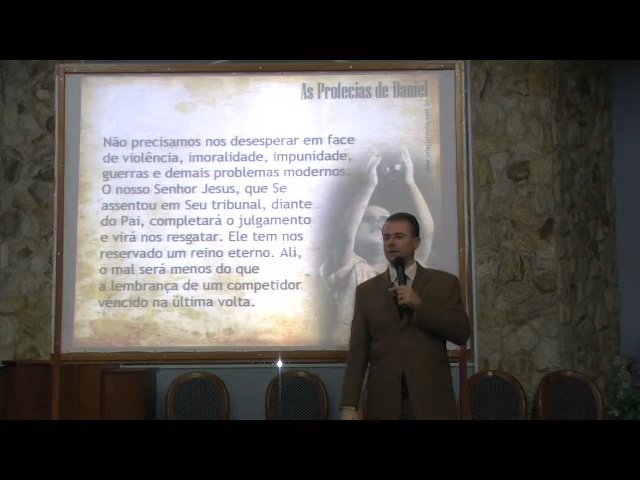 As Profecias de Daniel
Não precisamos nos desesperar em face
de violência, imoralidade, impunidade,
guerras e demais problemas modernos.
O nosso Senhor Jesus, que Se
assentou em Seu tribunal, diante
do Pai, completará o julgamento
e virá nos resgatar. Ele tem nos
reservado um reino eterno. Ali,
o mal será menos do que
a lembrança de um competidor
vencido na última volta.